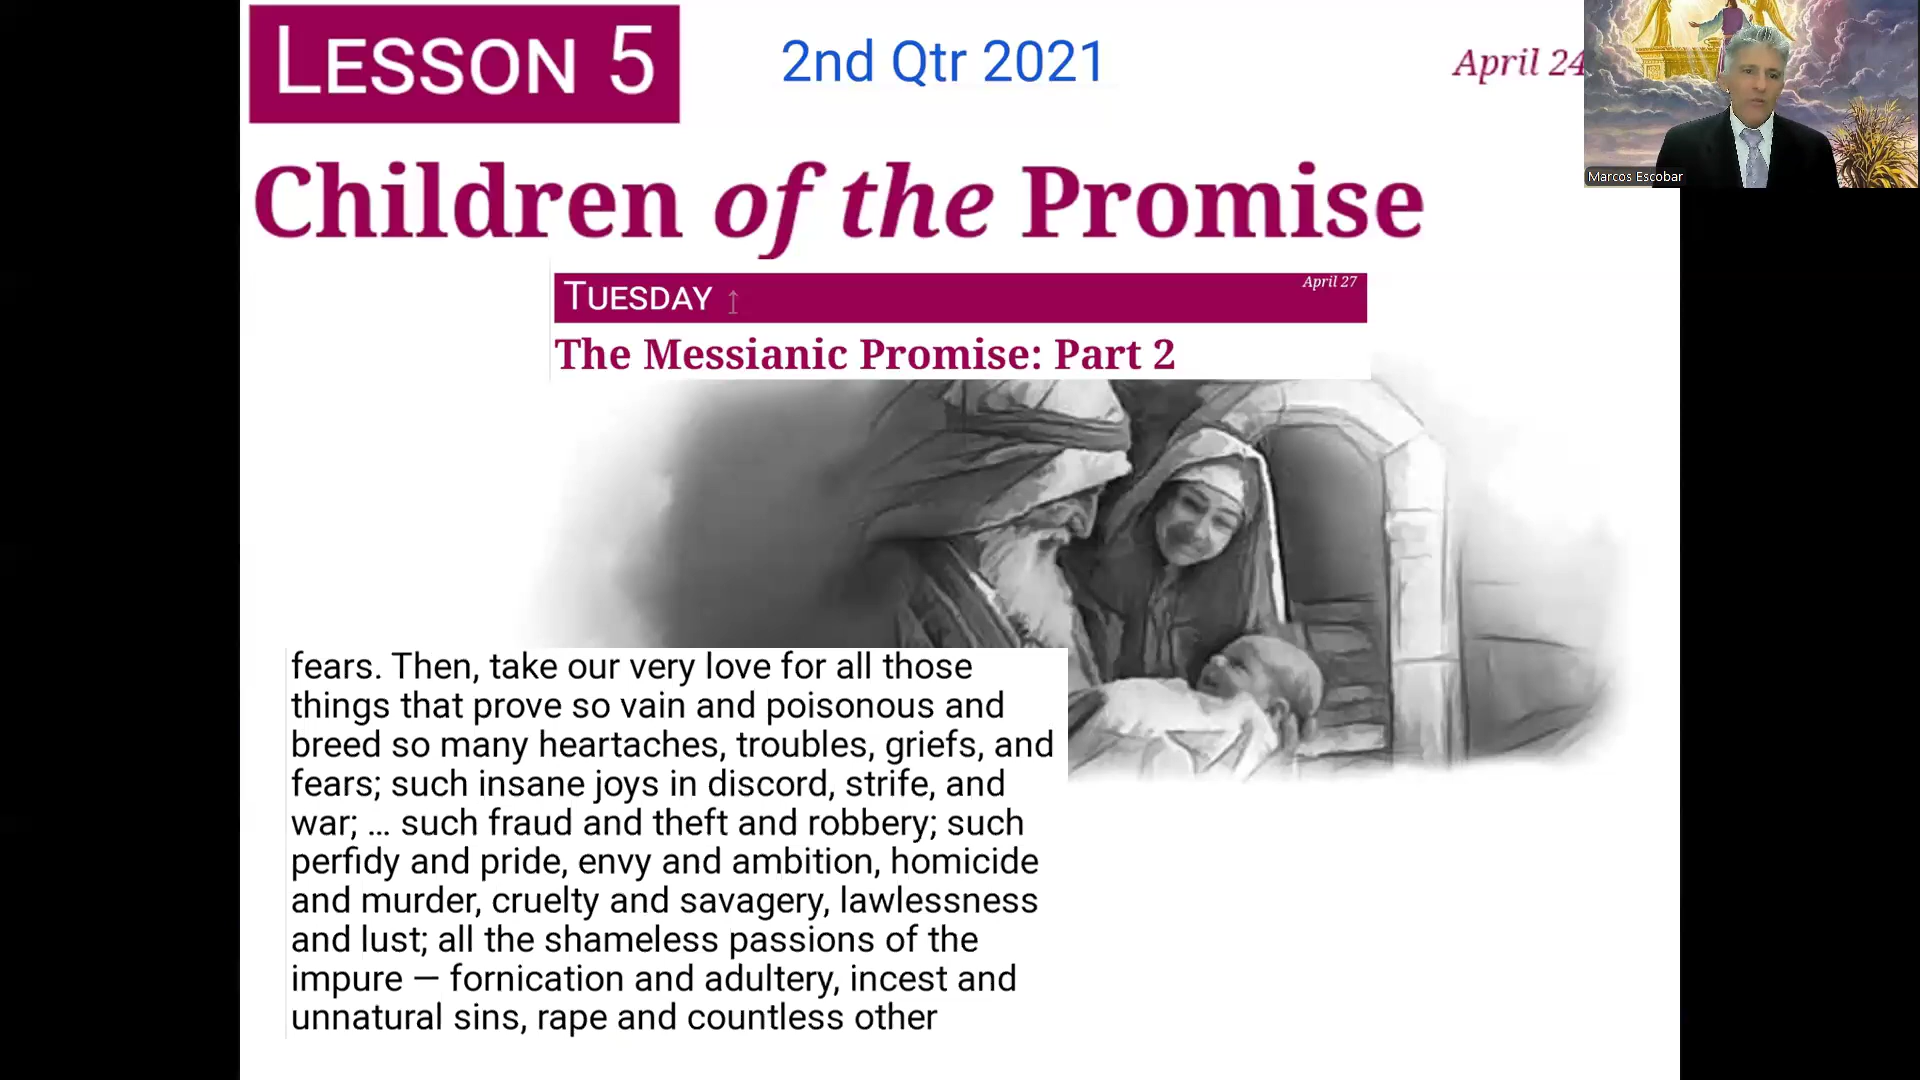 LESSON 5
2nd Qtr 2021
April 24
Marcos Escobar
Children of the Promise
TUESDAY
April 27
The Messianic Promise: Part 2
fears. Then, take our very love for all those
things that prove so vain and poisonous and
breed so many heartaches, troubles, griefs, and
fears; such insane joys in discord, strife, and
war; … such fraud and theft and robbery; such
perfidy and pride, envy and ambition, homicide
and murder, cruelty and savagery, lawlessness
and lust; all the shameless passions of the
impure — fornication and adultery, incest and
unnatural sins, rape and countless other